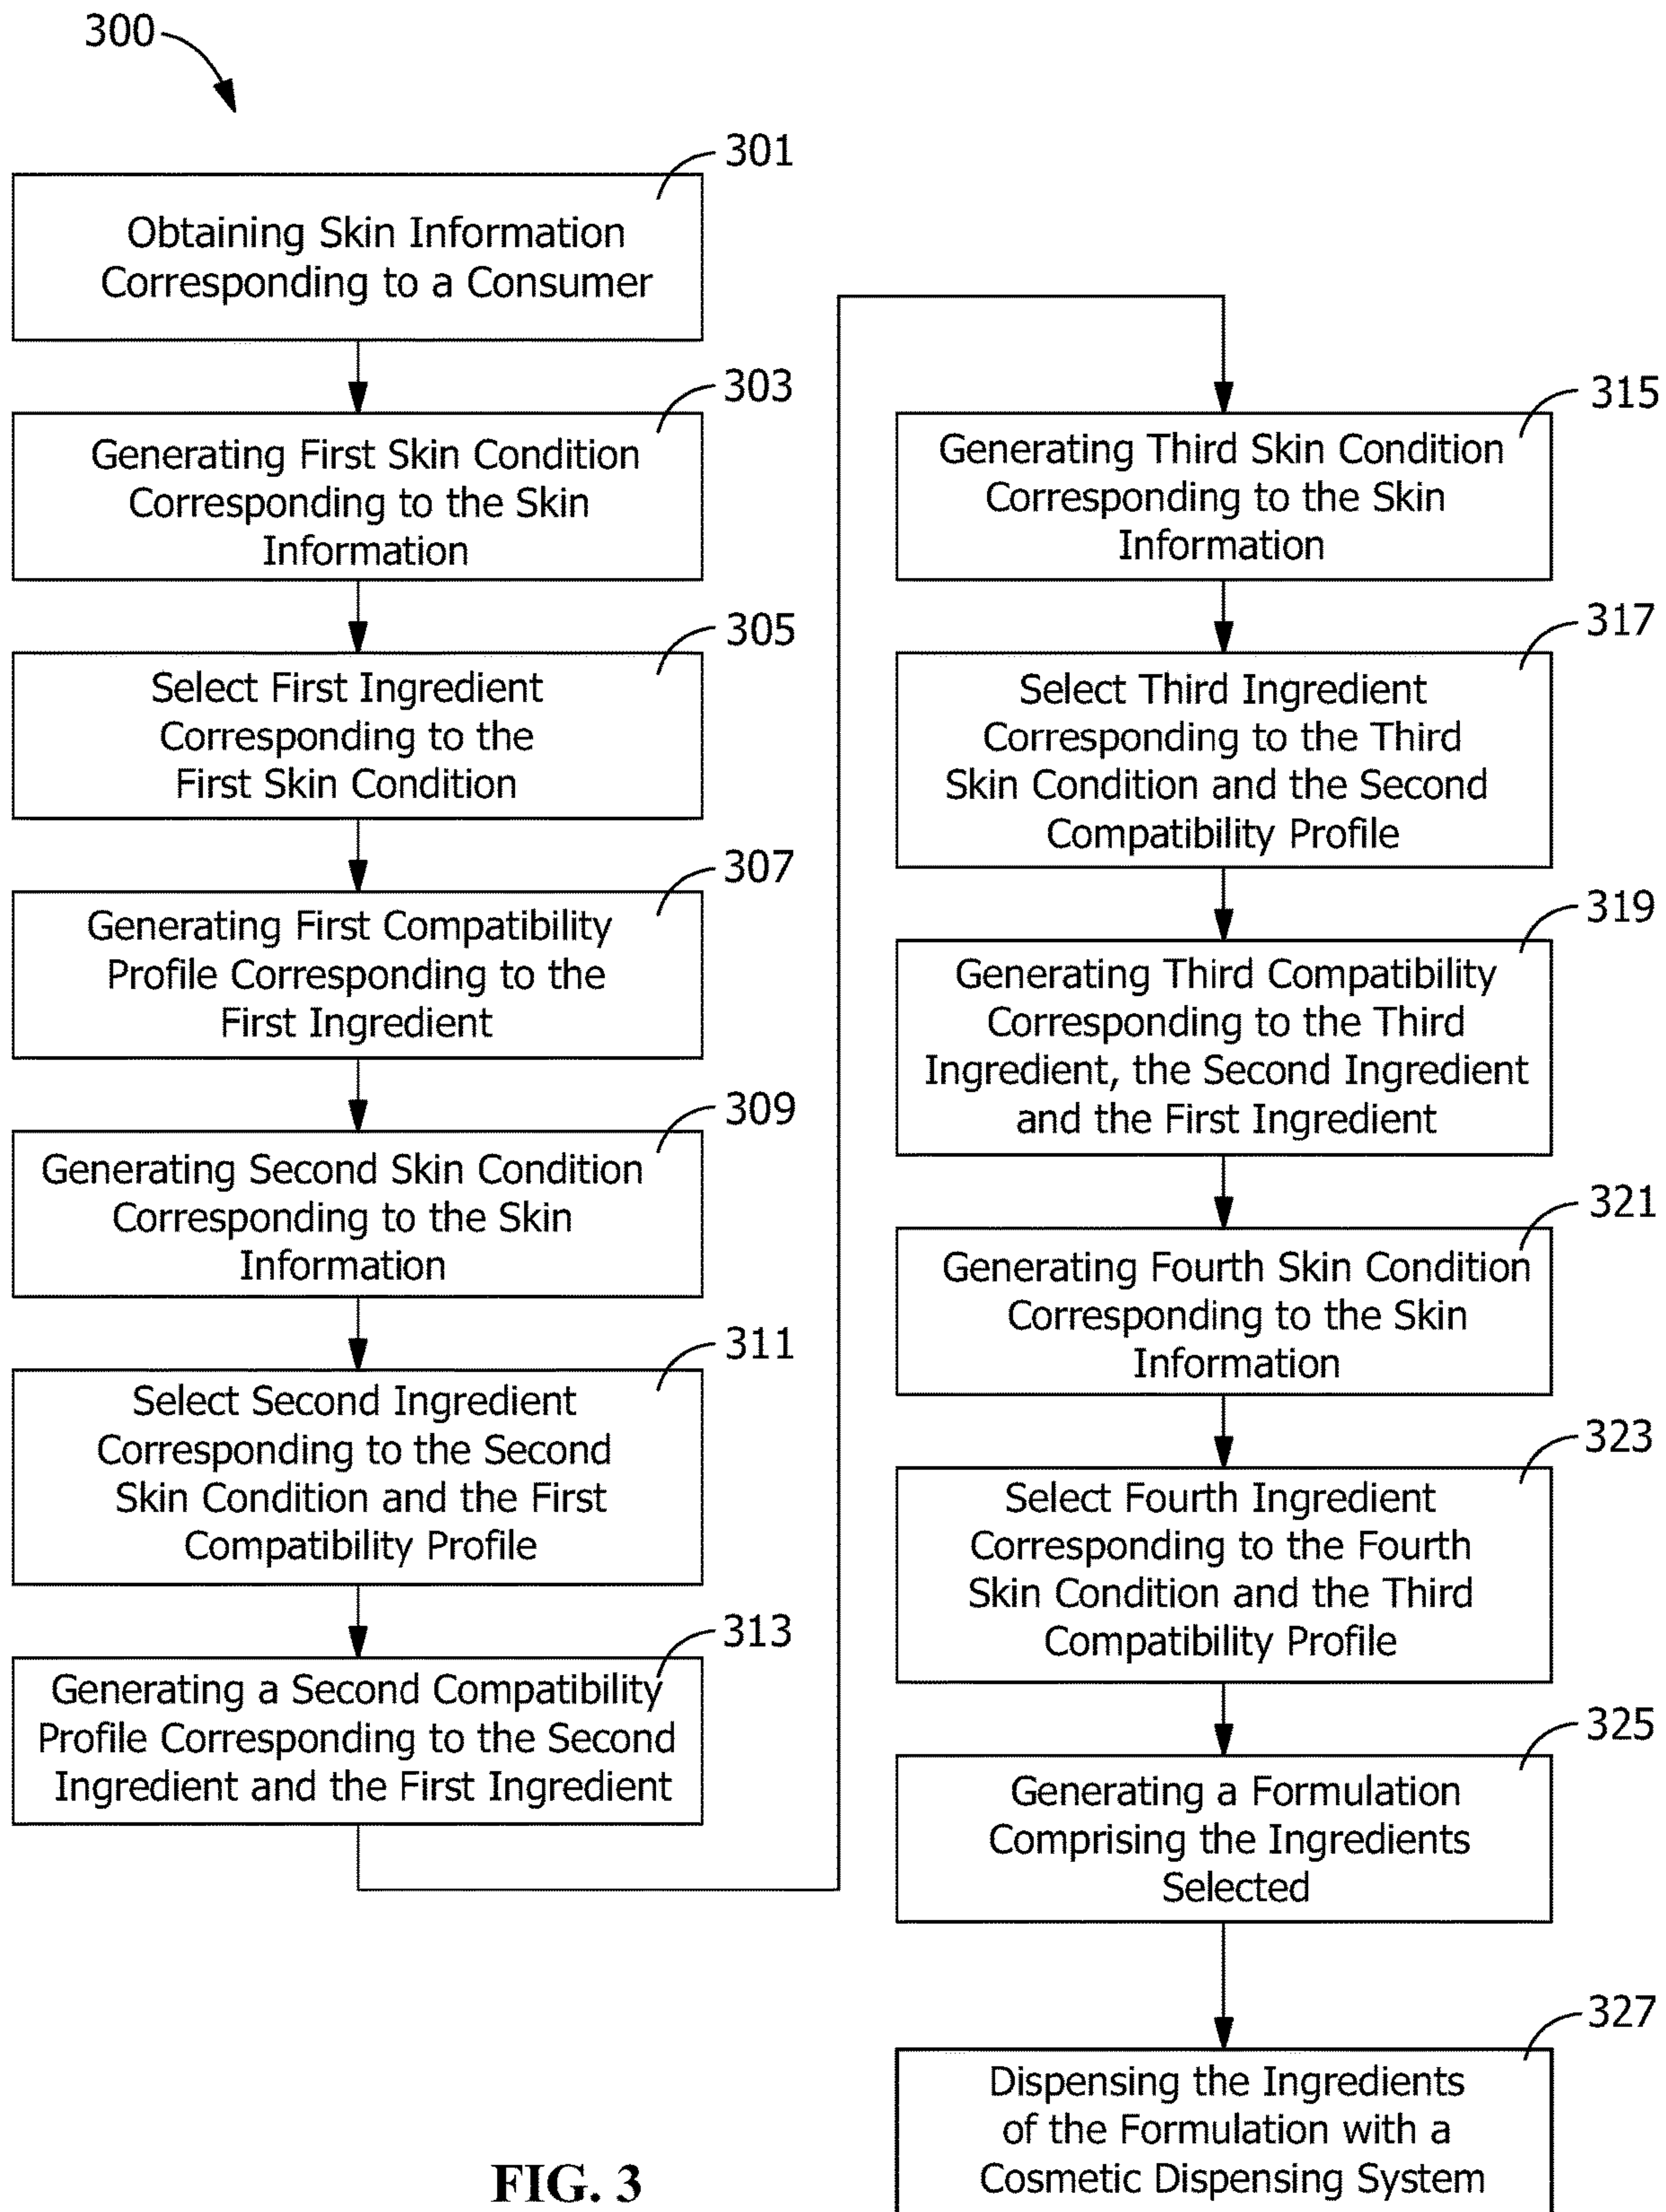 300
301
Obtaining Skin Information
Corresponding to a Consumer
303
Generating First Skin Condition
Corresponding to the Skin
Information
305
Select First Ingredient
Corresponding to the
First Skin Condition
307
Generating First Compatibility
Profile Corresponding to the
First Ingredient
309
Generating Second Skin Condition
Corresponding to the Skin
Information
311
Select Second Ingredient
Corresponding to the Second
Skin Condition and the First
Compatibility Profile
313
Generating a Second Compatibility
Profile Corresponding to the Second
Ingredient and the First Ingredient
315
Generating Third Skin Condition
Corresponding to the Skin
Information
317
Select Third Ingredient
Corresponding to the Third
Skin Condition and the Second
Compatibility Profile
319
Generating Third Compatibility
Corresponding to the Third
Ingredient, the Second Ingredient
and the First Ingredient
321
Generating Fourth Skin Condition
Corresponding to the Skin
Information
323
Select Fourth Ingredient
Corresponding to the Fourth
Skin Condition and the Third
Compatibility Profile
325
Generating a Formulation
Comprising the Ingredients
Selected
327
Dispensing the Ingredients
of the Formulation with a
Cosmetic Dispensing System
FIG. 3